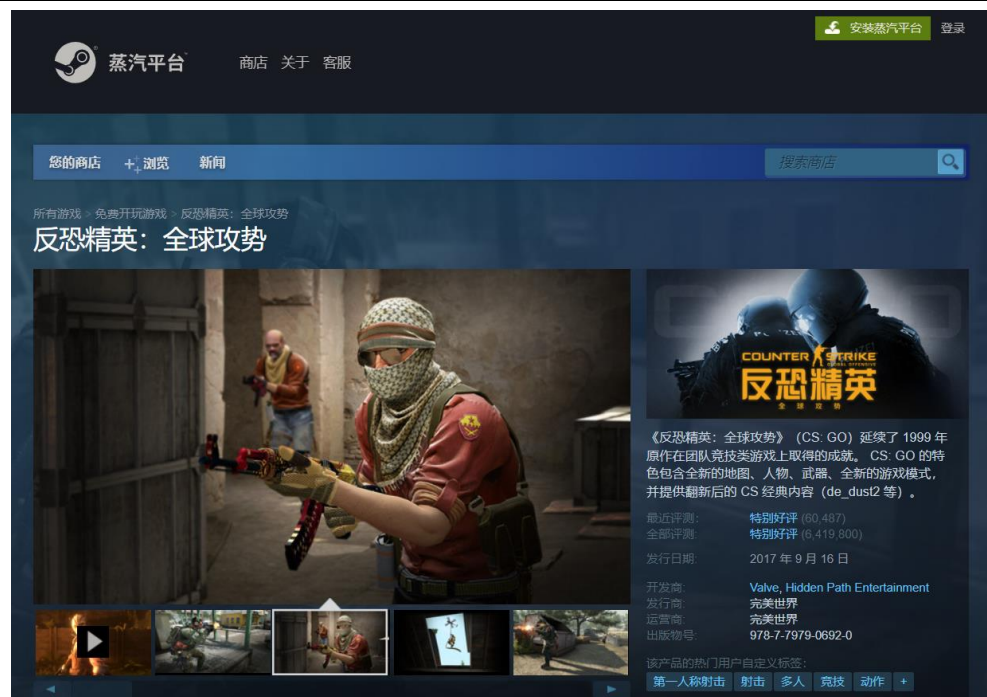 安装蒸汽平台 登录
蒸汽平台 商店 关于 客服
您的商店 浏览 新闻 搜索商店
所有游戏 > 免费开玩游戏 > 反恐精英：全球攻势
反恐精英：全球攻势
COUNTER STRIKE
GLOBAL OFFENSIVE
反恐精英
全球攻势
《反恐精英：全球攻势》（CS: GO）延续了 1999 年
原作在团队竞技类游戏上取得的成就。 CS: GO 的特
色包含全新的地图、人物、武器、全新的游戏模式，
并提供翻新后的 CS 经典内容（de_dust2 等）。
最近评测: 特别好评 (60,487)
全部评测: 特别好评 (6,419,800)
发行日期: 2017 年 9 月 16 日
开发商: Valve, Hidden Path Entertainment
发行商: 完美世界
运营商: 完美世界
出版物号: 978-7-7979-0692-0
该产品的热门用户自定义标签:
第一人称射击 射击 多人 竞技 动作 +